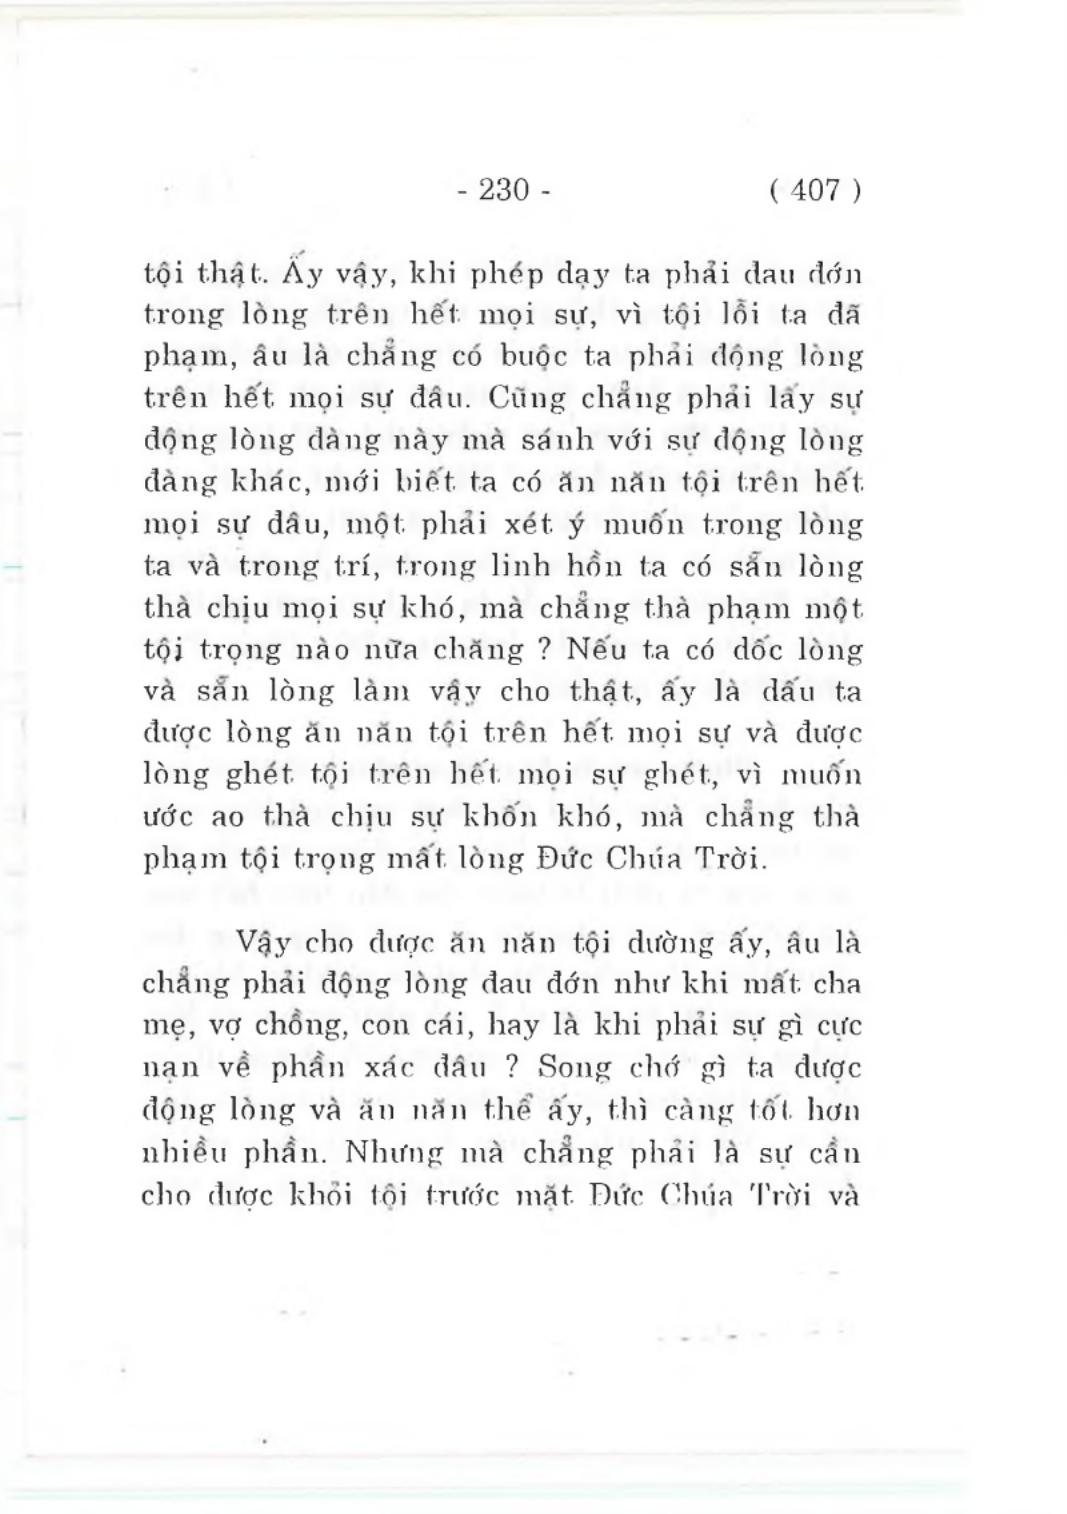 - 230 - ( 407 )
tội thật. Ấy vậy, khi phép dạy ta phải đau đớn
trong lòng trên hết mọi sự, vì tội lỗi ta đã
phạm, âu là chẳng có buộc ta phải động lòng
trên hết mọi sự đâu. Cũng chẳng phải lấy sự
động lòng đàng này mà sánh với sự động lòng
đàng khác, mới biết ta có ăn năn tội trên hết
mọi sự đâu, một phải xét ý muốn trong lòng
ta và trong trí, trong linh hồn ta có sẵn lòng
thà chịu mọi sự khó, mà chẳng thà phạm một
tội trọng nào nữa chăng ? Nếu ta có dốc lòng
và sẵn lòng làm vậy cho thật, ấy là dấu ta
được lòng ăn năn tội trên hết mọi sự và được
lòng ghét tội trên hết mọi sự ghét, vì muốn
ước ao thà chịu sự khốn khó, mà chẳng thà
phạm tội trọng mất lòng Đức Chúa Trời.
Vậy cho được ăn năn tội dường ấy, âu là
chẳng phải động lòng đau đớn như khi mất cha
mẹ, vợ chồng, con cái, hay là khi phải sự gì cực
nạn về phần xác đâu ? Song chớ gì ta được
động lòng và ăn năn thể ấy, thì càng tốt hơn
nhiều phần. Nhưng mà chẳng phải là sự cần
cho được khỏi tội trước mặt Đức Chúa Trời và